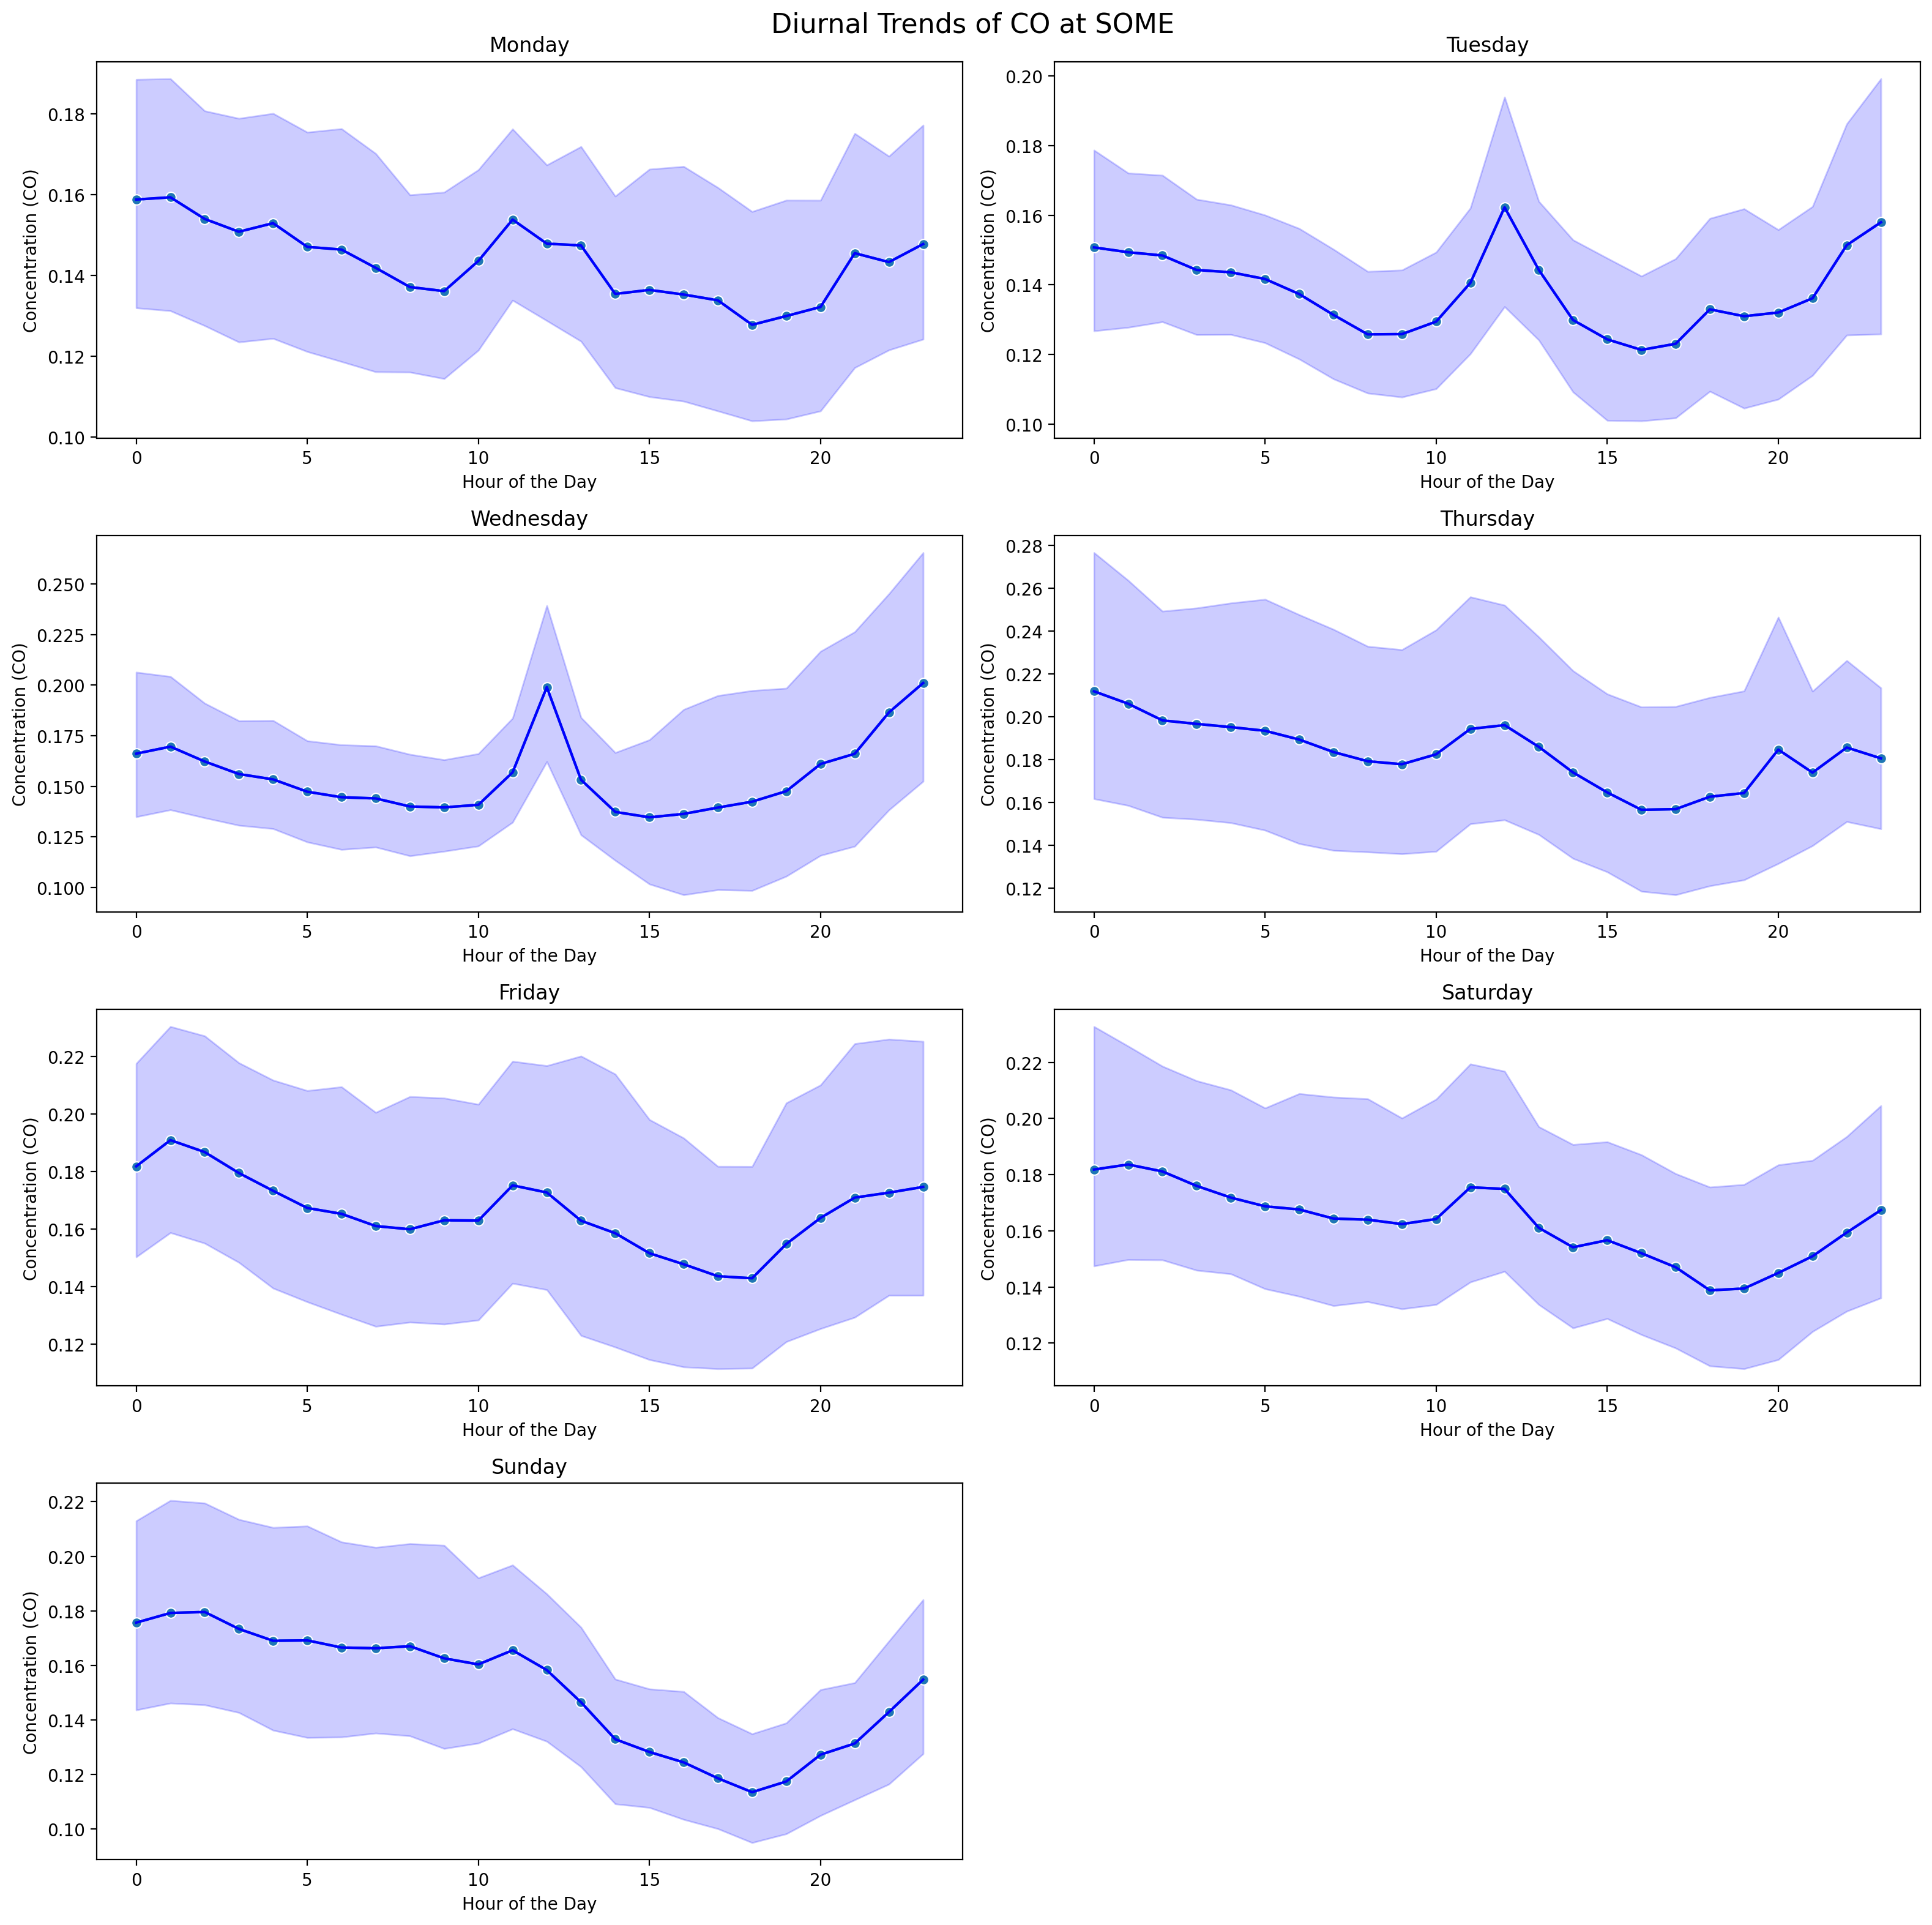 Diurnal Trends of CO at SOME
Monday
Concentration (CO)
0.18
0.16
0.14
0.12
0.10
0 5 10 15 20
Hour of the Day
Tuesday
Concentration (CO)
0.20
0.18
0.16
0.14
0.12
0.10
0 5 10 15 20
Hour of the Day
Wednesday
Concentration (CO)
0.250
0.225
0.200
0.175
0.150
0.125
0.100
0 5 10 15 20
Hour of the Day
Thursday
Concentration (CO)
0.28
0.26
0.24
0.22
0.20
0.18
0.16
0.14
0.12
0 5 10 15 20
Hour of the Day
Friday
Concentration (CO)
0.22
0.20
0.18
0.16
0.14
0.12
0 5 10 15 20
Hour of the Day
Saturday
Concentration (CO)
0.22
0.20
0.18
0.16
0.14
0.12
0 5 10 15 20
Hour of the Day
Sunday
Concentration (CO)
0.22
0.20
0.18
0.16
0.14
0.12
0.10
0 5 10 15 20
Hour of the Day